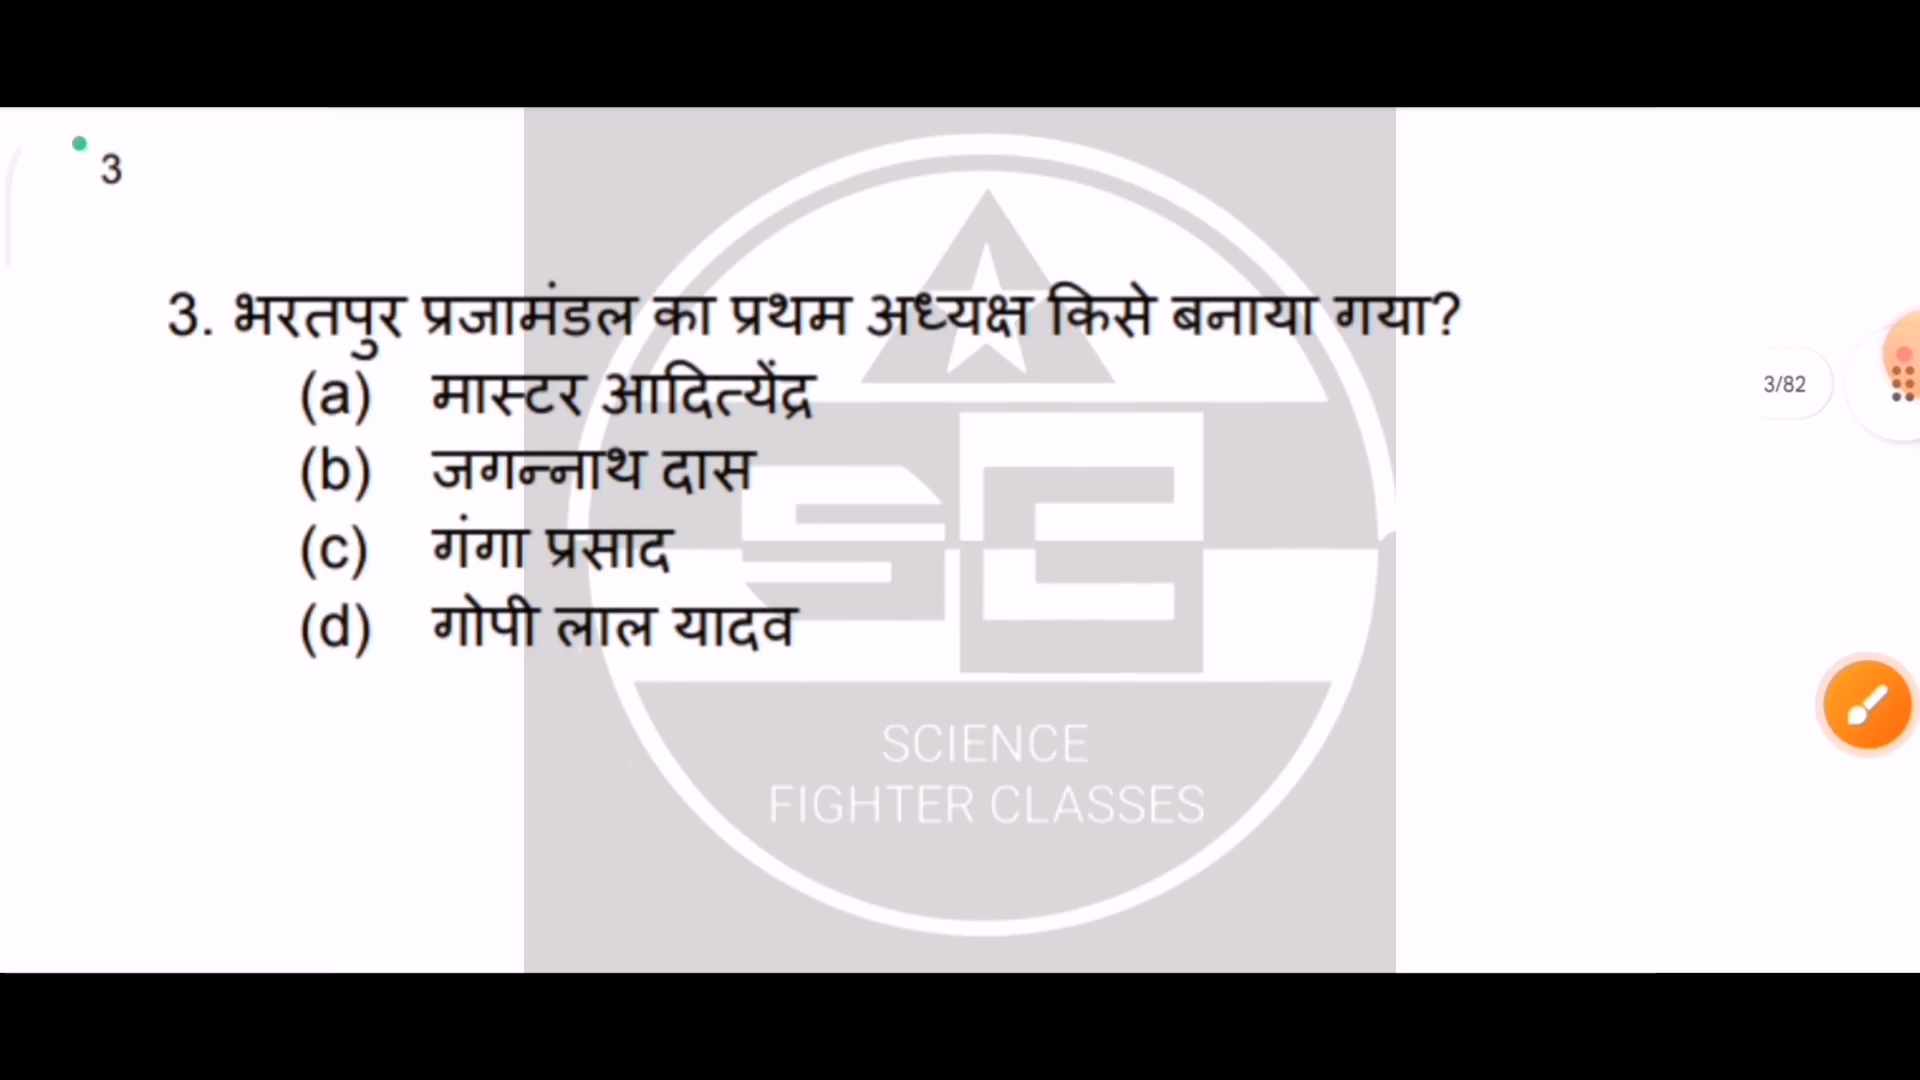 3
3. भरतपुर प्रजामंडल का प्रथम अध्यक्ष किसे बनाया गया?
(a) मास्टर आदित्येंद्र
(b) जगन्नाथ दास
(c) गंगा प्रसाद
(d) गोपी लाल यादव
3/82
SCIENCE
FIGHTER CLASSES